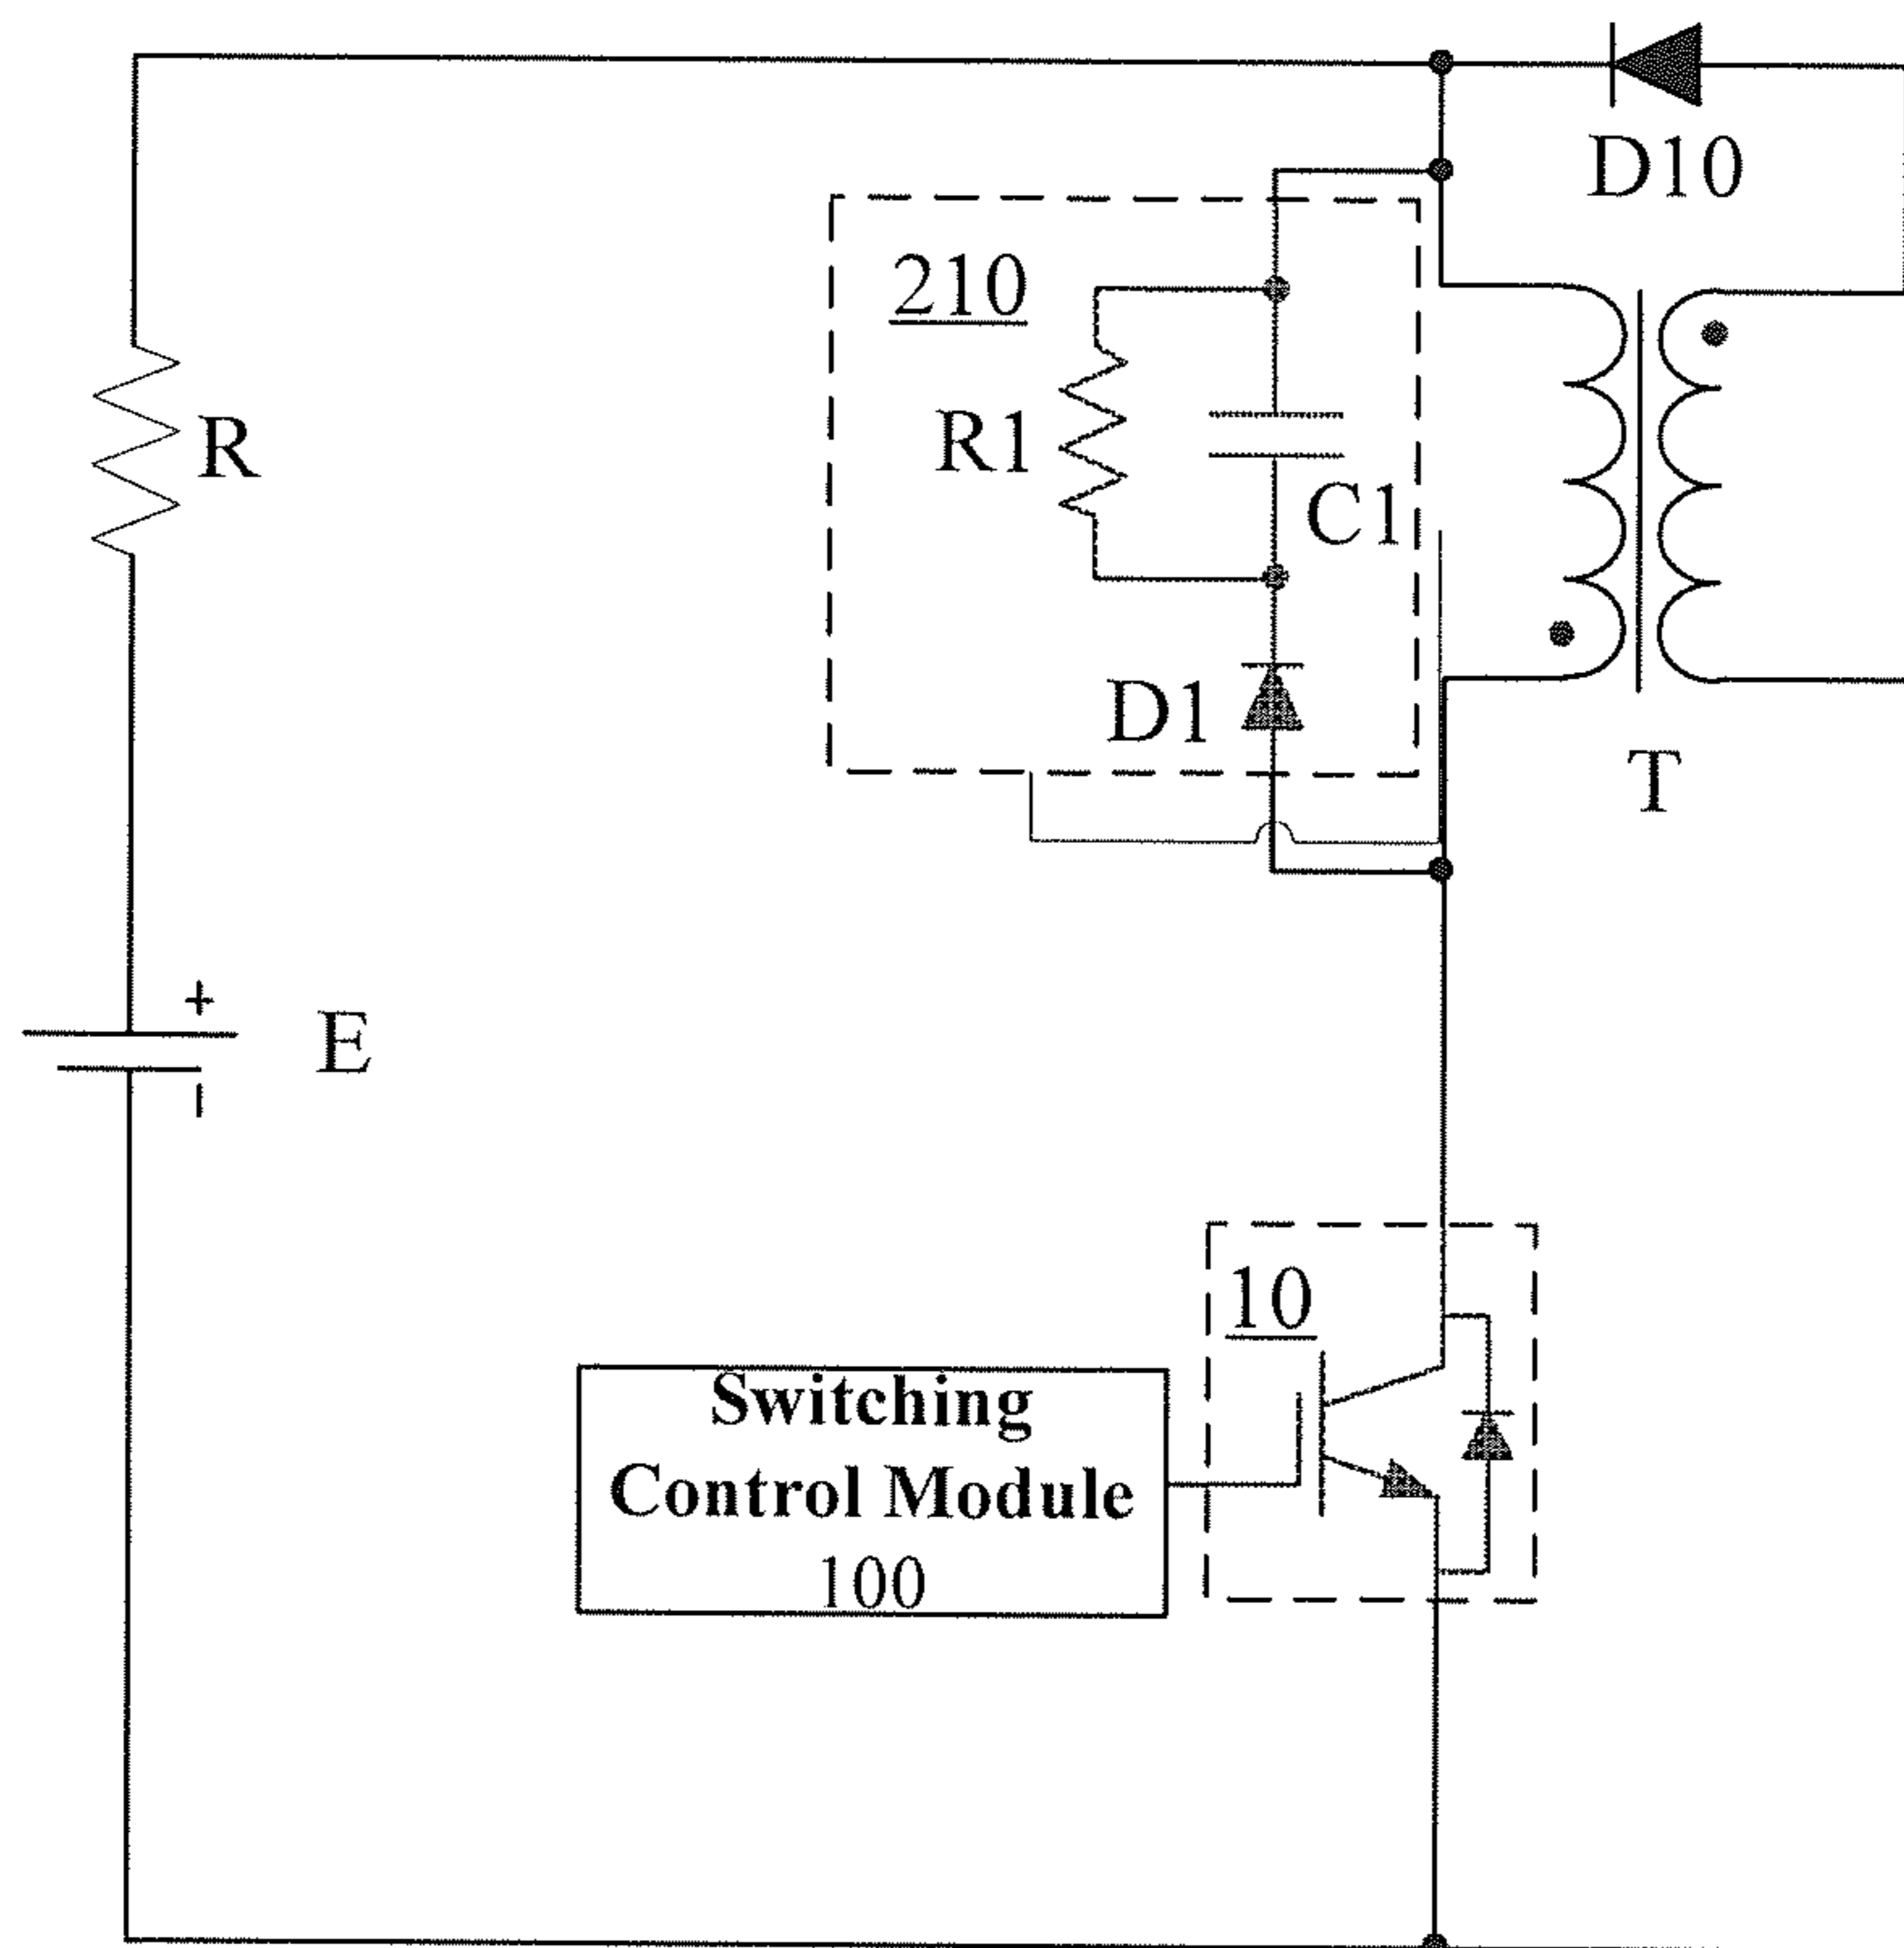 D10
210
R
R1
C1
D1
T
+
E
10
Switching
Control Module
100